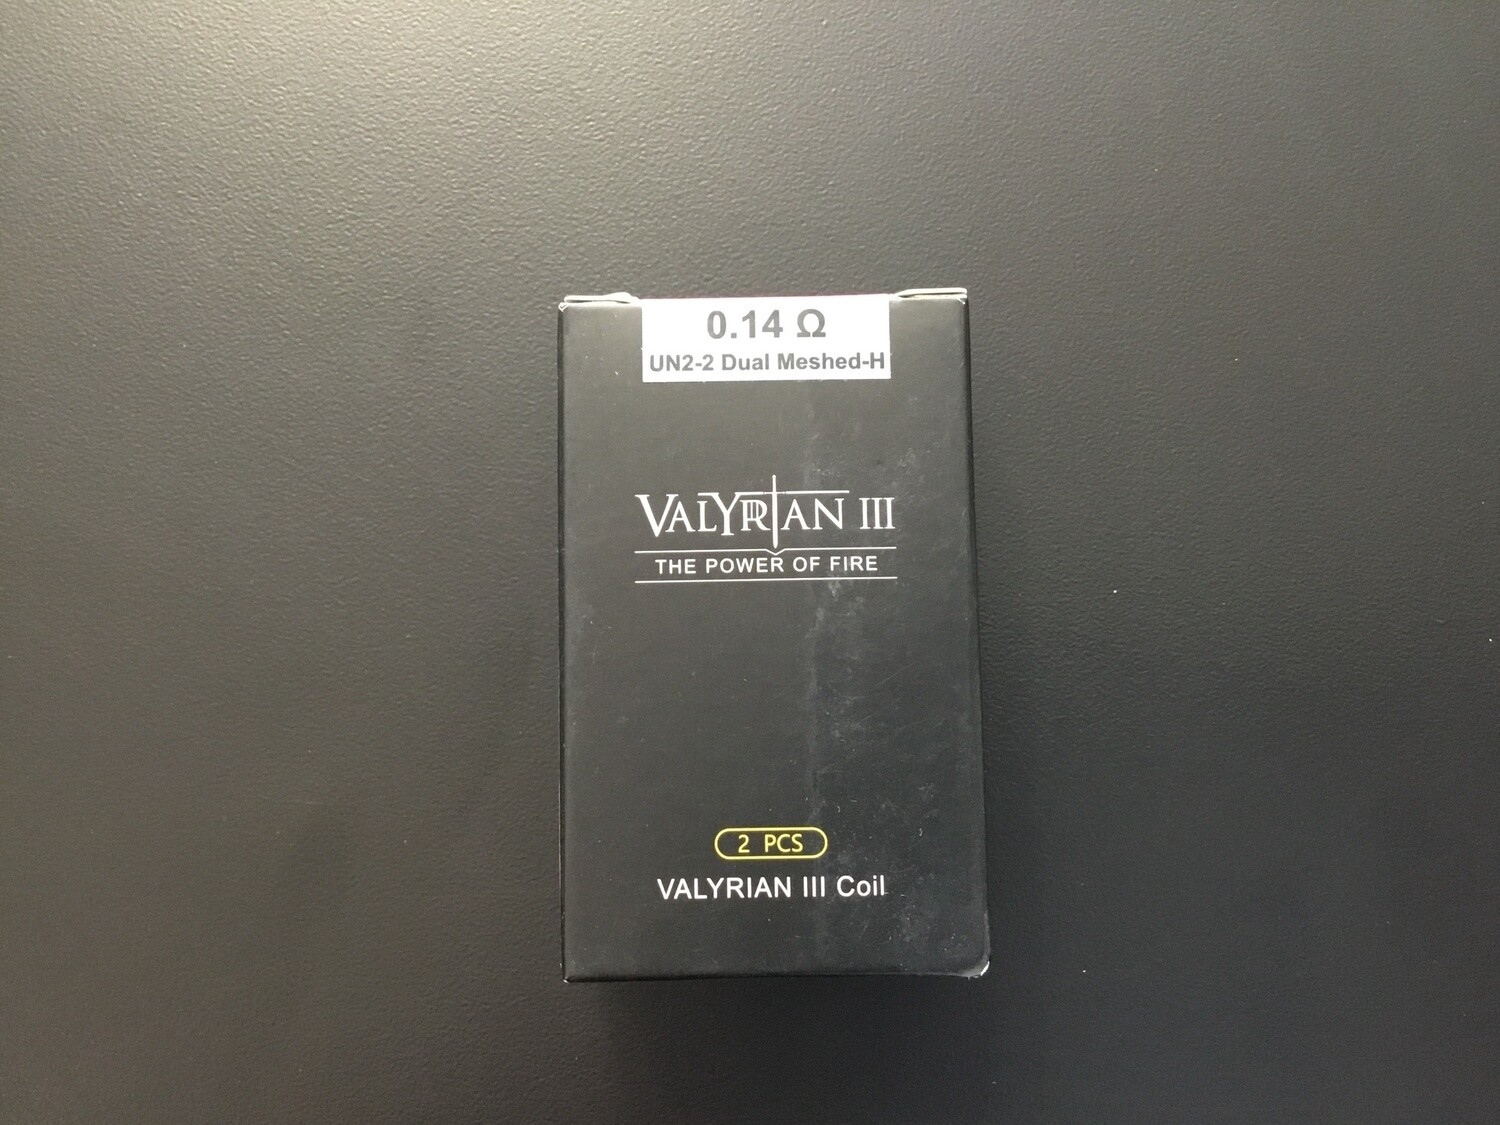 0.14 Ω
UN2-2 Dual Meshed-H
VALYRIAN III
THE POWER OF FIRE
2 PCS
VALYRIAN III Coil